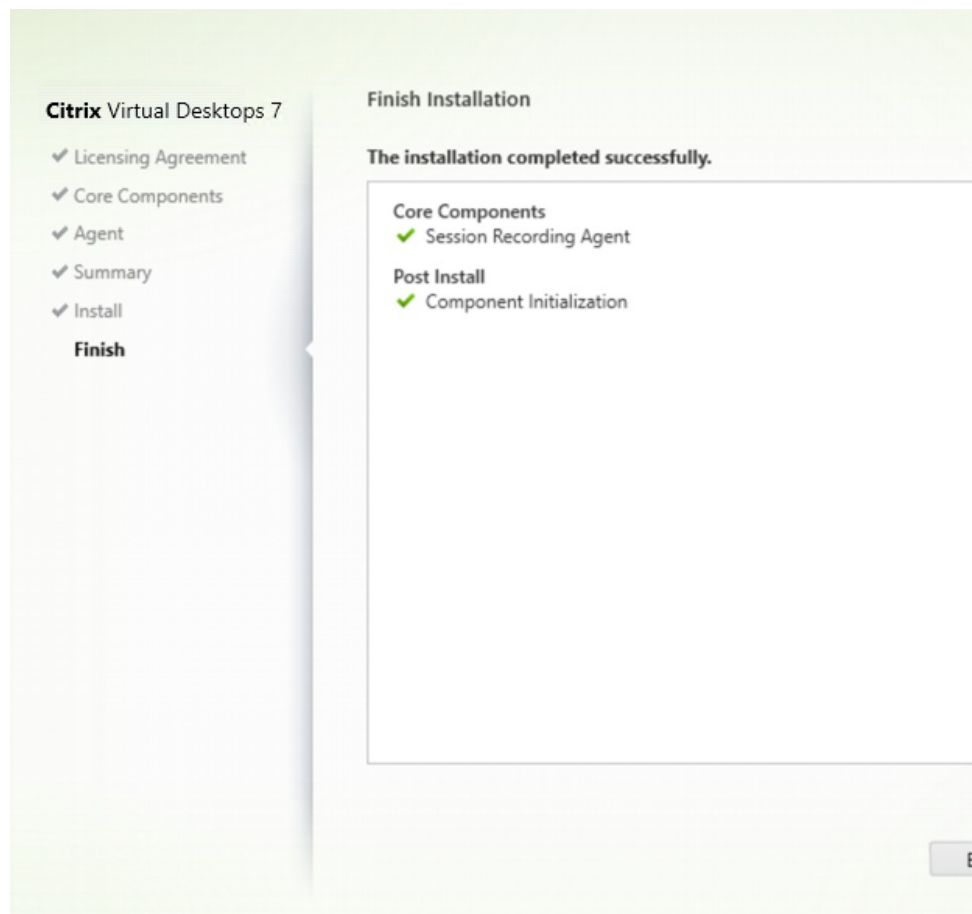 Citrix Virtual Desktops 7
Licensing Agreement
Core Components
Agent
Summary
Install
Finish
Finish Installation
The installation completed successfully.
Core Components
Session Recording Agent
Post Install
Component Initialization